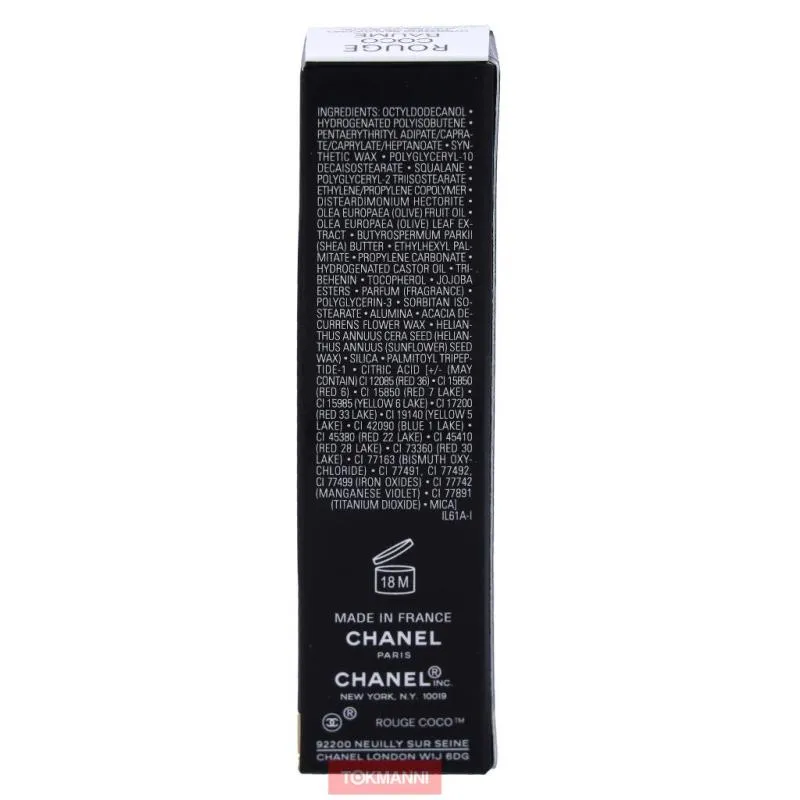 ROUGE
COCO
BAUME
INGREDIENTS: OCTYLDODECANOL •
HYDROGENATED POLYISOBUTENE •
PENTAERYTHRITYL ADIPATE/CAPRA-
TE/CAPRYLATE/HEPTANOATE • SYN-
THETIC WAX • POLYGLYCERYL-10
DECAISOSTEARATE • SQUALANE •
POLYGLYCERYL-2 TRIISOSTEARATE •
ETHYLENE/PROPYLENE COPOLYMER •
DISTEARDIMONIUM HECTORITE •
OLEA EUROPAEA (OLIVE) FRUIT OIL •
OLEA EUROPAEA (OLIVE) LEAF EX-
TRACT • BUTYROSPERMUM PARKII
(SHEA) BUTTER • ETHYLHEXYL PAL-
MITATE • PROPYLENE CARBONATE •
HYDROGENATED CASTOR OIL • TRI-
BEHENIN • TOCOPHEROL • JOJOBA
ESTERS • PARFUM (FRAGRANCE) •
POLYGLYCERIN-3 • SORBITAN ISO-
STEARATE • ALUMINA • ACACIA DE-
CURRENS FLOWER WAX • HELIAN-
THUS ANNUUS CERA SEED (HELIAN-
THUS ANNUUS (SUNFLOWER) SEED
WAX) • SILICA • PALMITOYL TRIPEP-
TIDE-1 • CITRIC ACID [+/- (MAY
CONTAIN) CI 12085 (RED 36) • CI 15850
(RED 6) • CI 15850 (RED 7 LAKE) •
CI 15985 (YELLOW 6 LAKE) • CI 17200
(RED 33 LAKE) • CI 19140 (YELLOW 5
LAKE) • CI 42090 (BLUE 1 LAKE) •
CI 45380 (RED 22 LAKE) • CI 45410
(RED 28 LAKE) • CI 73360 (RED 30
LAKE) • CI 77163 (BISMUTH OXY-
CHLORIDE) • CI 77491, CI 77492,
CI 77499 (IRON OXIDES) • CI 77742
(MANGANESE VIOLET) • CI 77891
(TITANIUM DIOXIDE) • MICA]
IL61A-I
18 M
MADE IN FRANCE
CHANEL
PARIS
CHANEL® INC.
NEW YORK, N.Y. 10019
® ROUGE COCO™
92200 NEUILLY SUR SEINE
CHANEL LONDON W1J 6DG
TOKMANNI